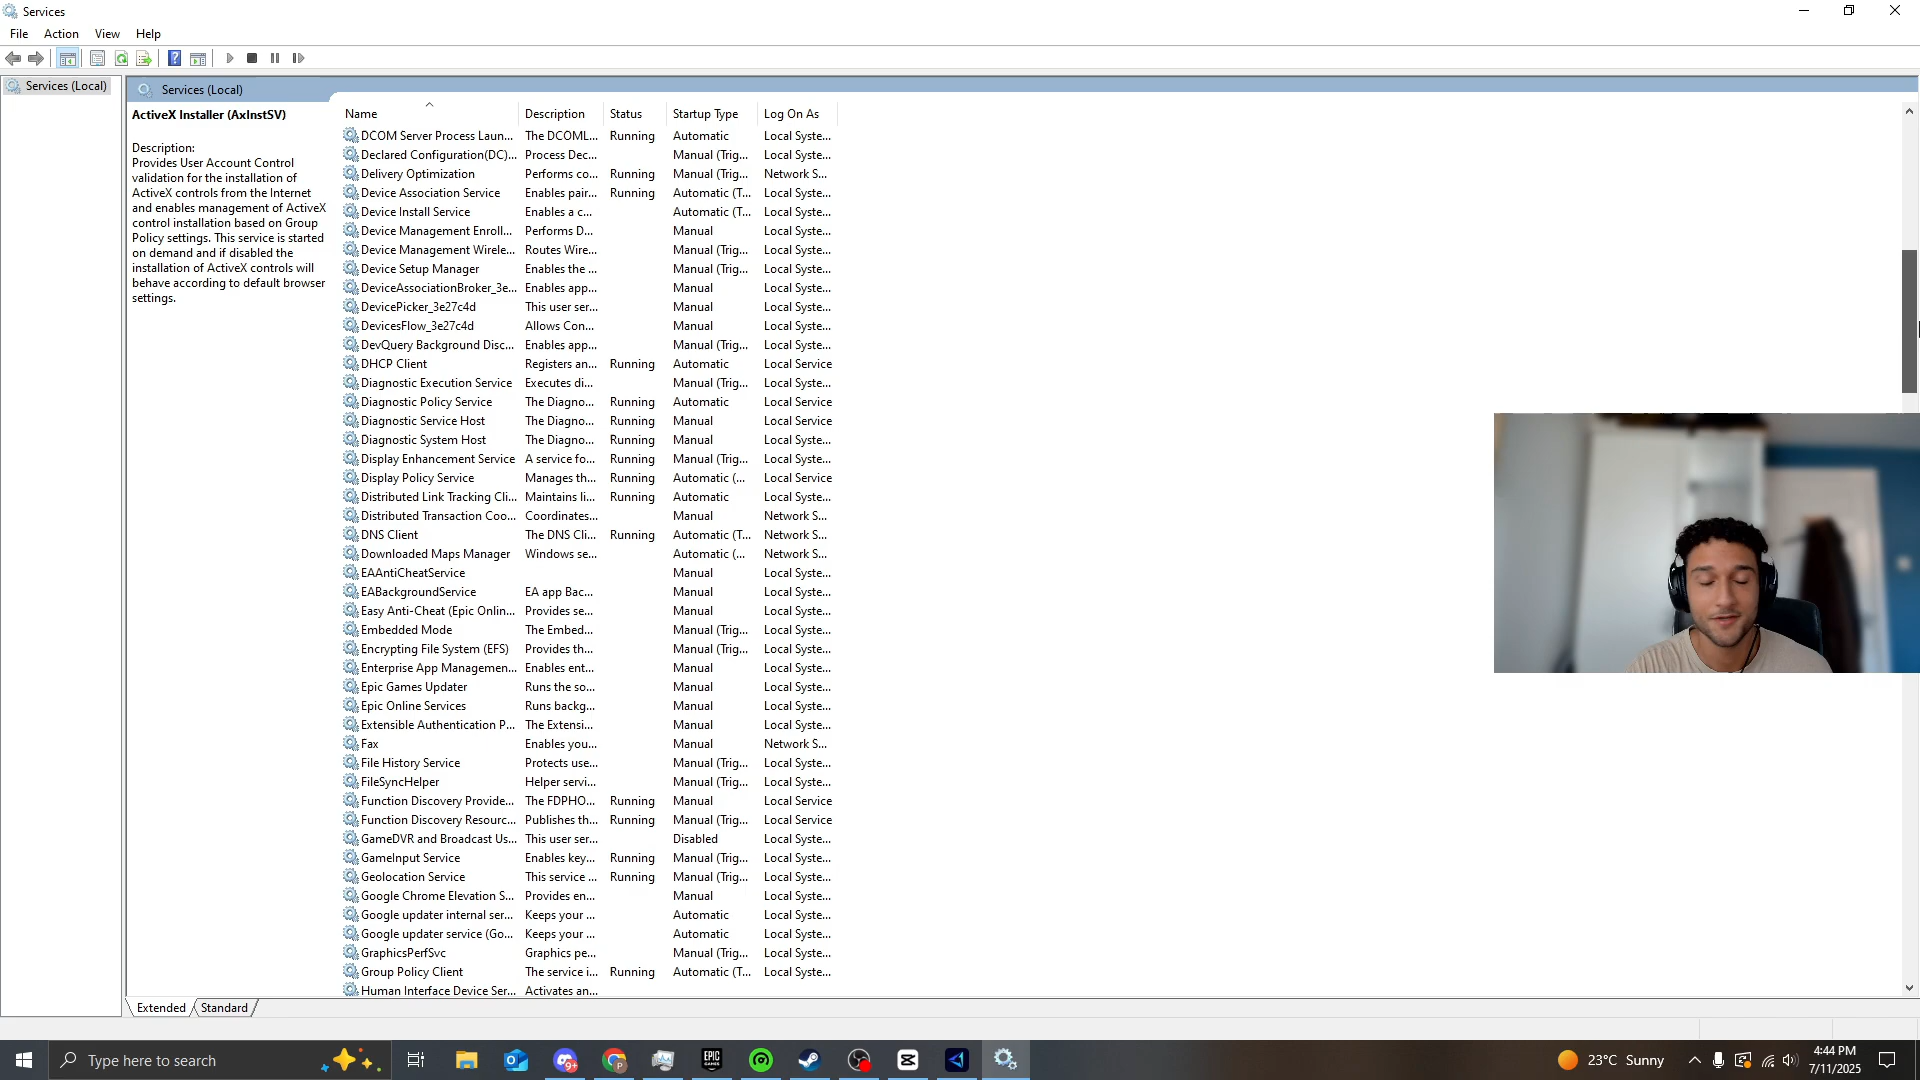 Services
File Action View Help
Services (Local)
Services (Local)
ActiveX Installer (AxInstSV)
Description:
Provides User Account Control
validation for the installation of
ActiveX controls from the Internet
and enables management of ActiveX
control installation based on Group
Policy settings. This service is started
on demand and if disabled the
installation of ActiveX controls will
behave according to default browser
settings.
Name Description Status Startup Type Log On As
DCOM Server Process Laun... The DCOML... Running Automatic Local Syste...
Declared Configuration(DC)... Process Dec... Manual (Trig... Local Syste...
Delivery Optimization Performs co... Running Manual (Trig... Network S...
Device Association Service Enables pair... Running Automatic (T... Local Syste...
Device Install Service Enables a c... Automatic (T... Local Syste...
Device Management Enroll... Performs D... Manual Local Syste...
Device Management Wirele... Routes Wire... Manual (Trig... Local Syste...
Device Setup Manager Enables the ... Manual (Trig... Local Syste...
DeviceAssociationBroker_3e... Enables app... Manual Local Syste...
DevicePicker_3e27c4d This user ser... Manual Local Syste...
DevicesFlow_3e27c4d Allows Con... Manual Local Syste...
DevQuery Background Disc... Enables app... Manual (Trig... Local Syste...
DHCP Client Registers an... Running Automatic Local Service
Diagnostic Execution Service Executes di... Manual (Trig... Local Syste...
Diagnostic Policy Service The Diagno... Running Automatic Local Service
Diagnostic Service Host The Diagno... Running Manual Local Service
Diagnostic System Host The Diagno... Running Manual Local Syste...
Display Enhancement Service A service fo... Running Manual (Trig... Local Syste...
Display Policy Service Manages th... Running Automatic (... Local Service
Distributed Link Tracking Cli... Maintains li... Running Automatic Local Syste...
Distributed Transaction Coo... Coordinates... Manual Network S...
DNS Client The DNS Cli... Running Automatic (T... Network S...
Downloaded Maps Manager Windows se... Automatic (... Network S...
EAAntiCheatService Manual Local Syste...
EABackgroundService EA app Bac... Manual Local Syste...
Easy Anti-Cheat (Epic Onlin... Provides se... Manual Local Syste...
Embedded Mode The Embed... Manual (Trig... Local Syste...
Encrypting File System (EFS) Provides th... Manual (Trig... Local Syste...
Enterprise App Managemen... Enables ent... Manual Local Syste...
Epic Games Updater Runs the so... Manual Local Syste...
Epic Online Services Runs backg... Manual Local Syste...
Extensible Authentication P... The Extensi... Manual Local Syste...
Fax Enables you... Manual Network S...
File History Service Protects use... Manual (Trig... Local Syste...
FileSyncHelper Helper servi... Manual (Trig... Local Syste...
Function Discovery Provide... The FDPHO... Running Manual Local Service
Function Discovery Resourc... Publishes th... Running Manual (Trig... Local Service
GameDVR and Broadcast Us... This user ser... Disabled Local Syste...
GameInput Service Enables key... Running Manual (Trig... Local Syste...
Geolocation Service This service ... Running Manual (Trig... Local Syste...
Google Chrome Elevation S... Provides en... Manual Local Syste...
Google updater internal ser... Keeps your ... Automatic Local Syste...
Google updater service (Go... Keeps your ... Automatic Local Syste...
GraphicsPerfSvc Graphics pe... Manual (Trig... Local Syste...
Group Policy Client The service i... Running Automatic (T... Local Syste...
Human Interface Device Ser... Activates an...
Extended Standard
Type here to search
9+
P
EPIC GAMES
23°C Sunny
4:44 PM
7/11/2025